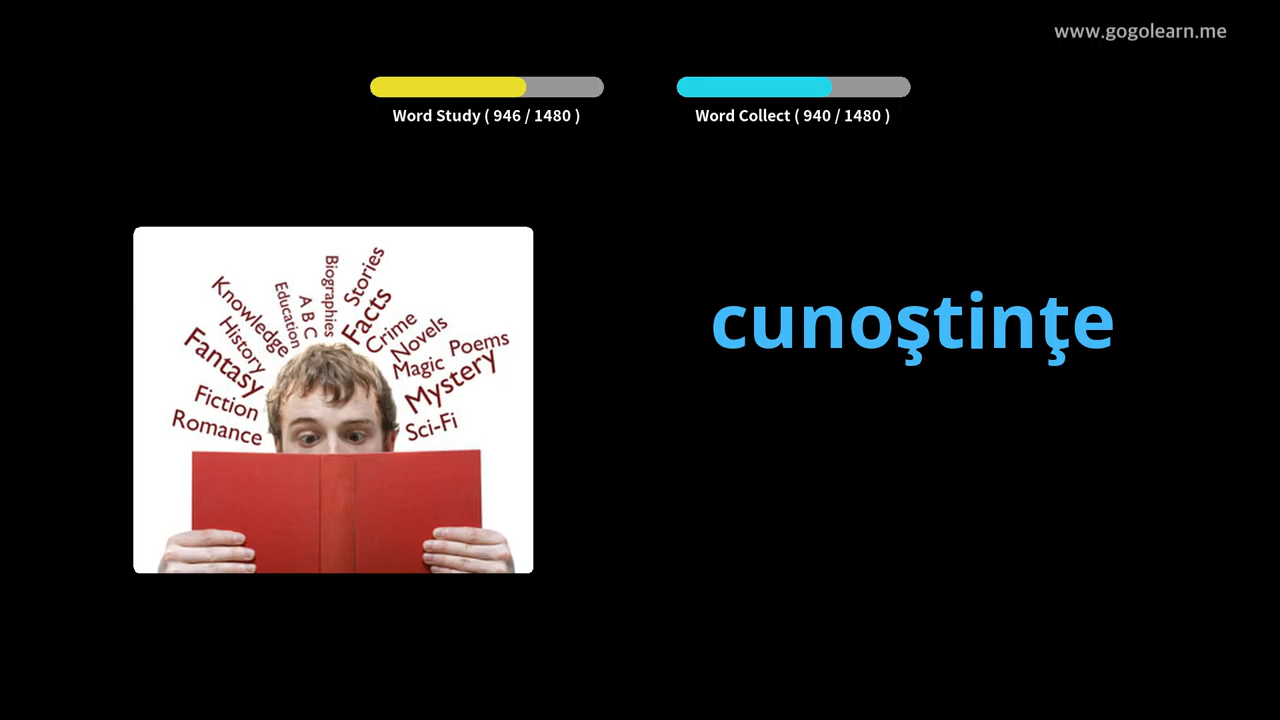 www.gogolearn.me
Word Study ( 946 / 1480 )
Word Collect ( 940 / 1480 )
Biographies
Stories
Education
A B C
Facts
Knowledge
Crime
History
Novels
Fantasy
Magic
Poems
Mystery
Fiction
Romance
Sci-Fi
cunoştinţe